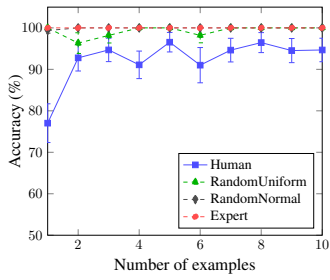 100
90
80
70
60
50
Accuracy (%)
Human
RandomUniform
RandomNormal
Expert
2 4 6 8 10
Number of examples